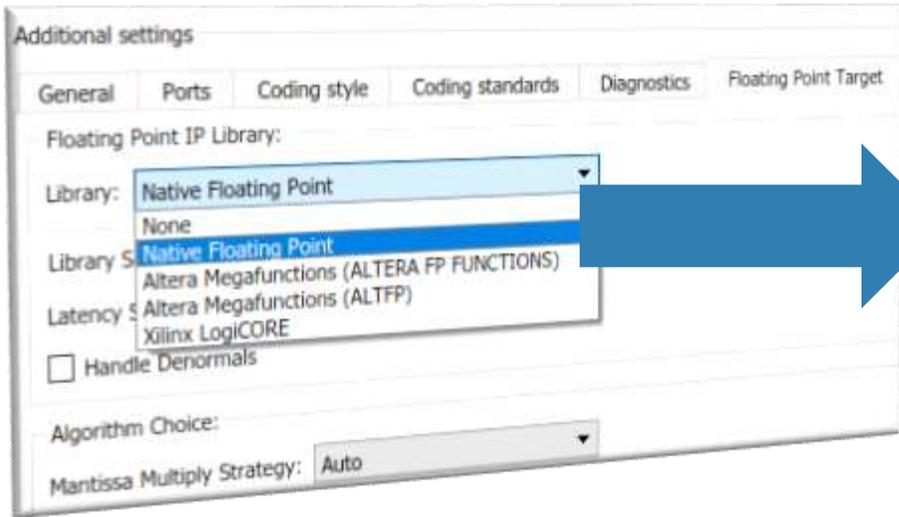 Additional settings
General Ports Coding style Coding standards Diagnostics Floating Point Target
Floating Point IP Library:
Library: Native Floating Point
None
Library S Native Floating Point
Altera Megafunctions (ALTERA FP FUNCTIONS)
Latency S Altera Megafunctions (ALTFP)
Xilinx LogiCORE
Handle Denormals
Algorithm Choice:
Mantissa Multiply Strategy: Auto